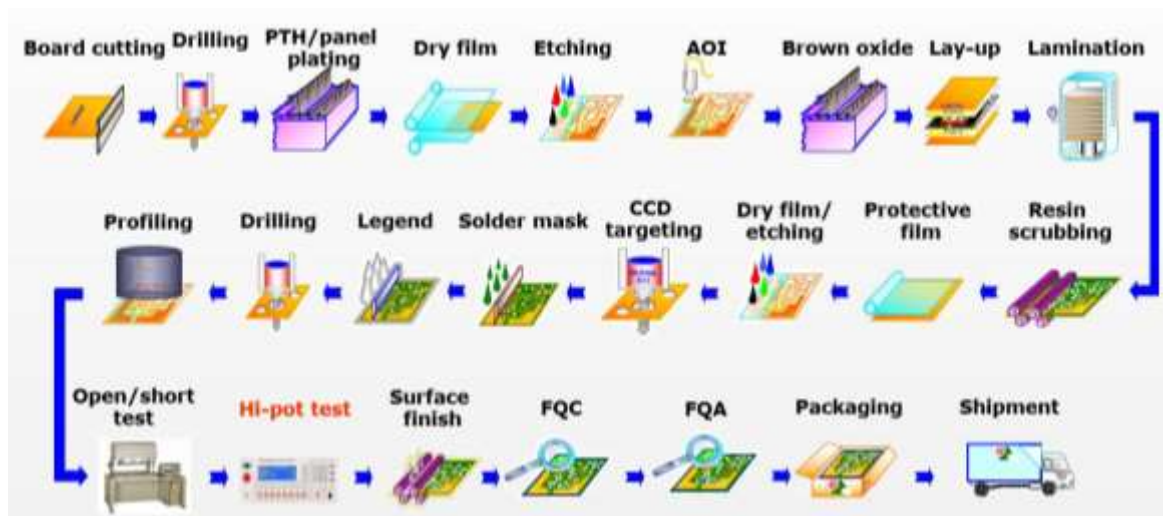 Board cutting
Drilling
PTH/panel
plating
Dry film
Etching
AOI
Brown oxide
Lay-up
Lamination
Resin
scrubbing
Protective
film
Dry film/
etching
CCD
targeting
Solder mask
Legend
Drilling
Profiling
Open/short
test
Hi-pot test
Surface
finish
FQC
FQA
Packaging
Shipment